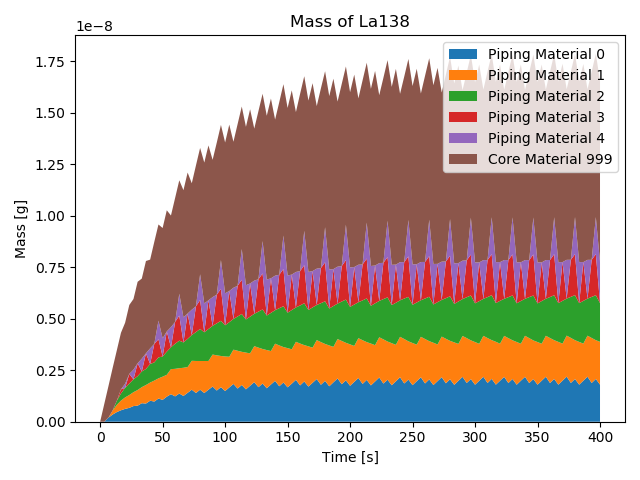 Mass of La138
1e−8
Mass [g]
1.75
1.50
1.25
1.00
0.75
0.50
0.25
0.00
Piping Material 0
Piping Material 1
Piping Material 2
Piping Material 3
Piping Material 4
Core Material 999
0 50 100 150 200 250 300 350 400
Time [s]